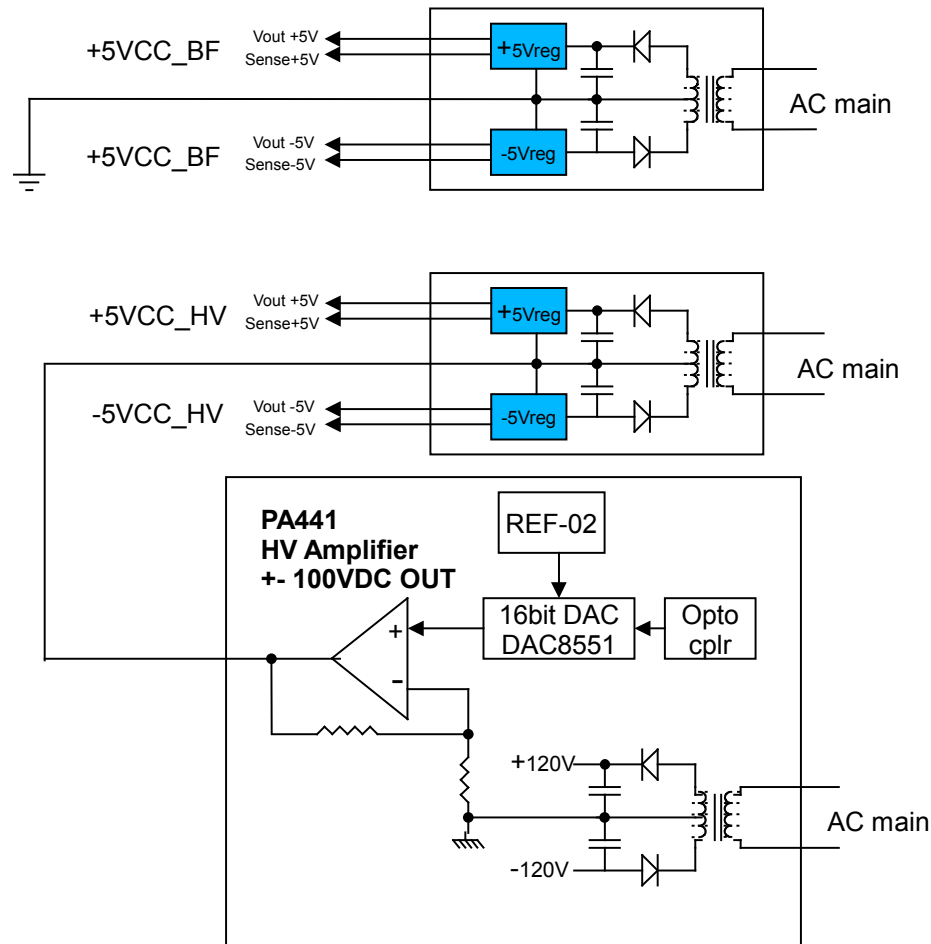 +5VCC_BF
Vout +5V
Sense+5V
+5Vreg
AC main
+5VCC_BF
Vout -5V
Sense-5V
-5Vreg
+5VCC_HV
Vout +5V
Sense+5V
+5Vreg
AC main
-5VCC_HV
Vout -5V
Sense-5V
-5Vreg
PA441
HV Amplifier
+- 100VDC OUT
REF-02
16bit DAC
DAC8551
Opto
cplr
+
-
+120V
-120V
AC main